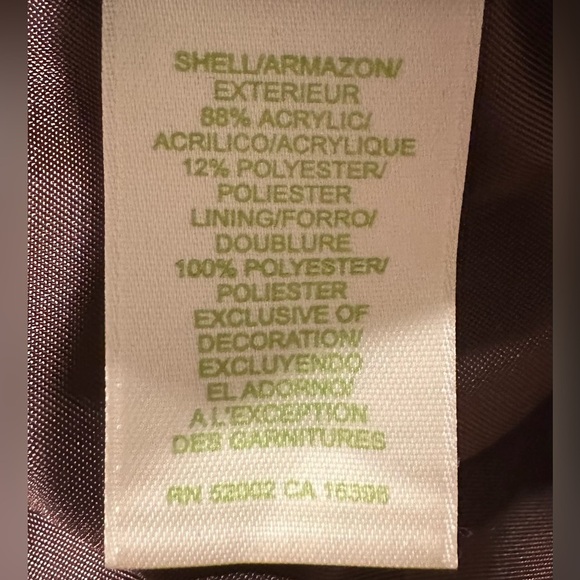 SHELL/ARMAZON/
EXTERIEUR
88% ACRYLIC/
ACRILICO/ACRYLIQUE
12% POLYESTER/
POLIESTER
LINING/FORRO/
DOUBLURE
100% POLYESTER/
POLIESTER
EXCLUSIVE OF
DECORATION/
EXCLUYENDO
EL ADORNO/
A L'EXCEPTION
DES GARNITURES
RN 52002 CA 16396